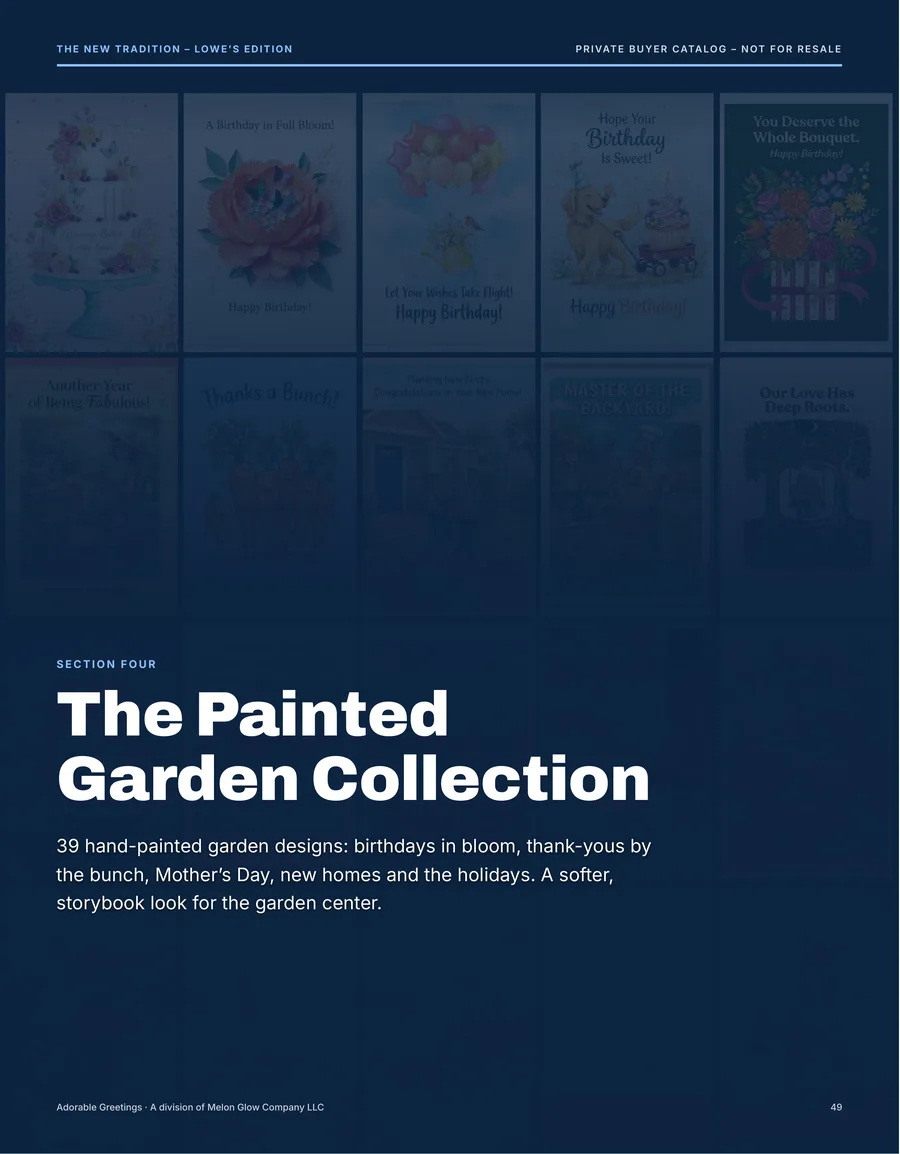 THE NEW TRADITION – LOWE'S EDITION
PRIVATE BUYER CATALOG – NOT FOR RESALE
A Birthday in Full Bloom!
Happy Birthday!
Let Your Wishes Take Flight!
Happy Birthday!
Hope Your
Birthday
Is Sweet!
Happy Birthday!
You Deserve the
Whole Bouquet.
Happy Birthday!
Another Year
of Being Fabulous!
Thanks a Bunch!
MASTER OF THE
BACKYARD
Our Love Has
Deep Roots.
SECTION FOUR
The Painted
Garden Collection
39 hand-painted garden designs: birthdays in bloom, thank-yous by
the bunch, Mother’s Day, new homes and the holidays. A softer,
storybook look for the garden center.
Adorable Greetings · A division of Melon Glow Company LLC
49